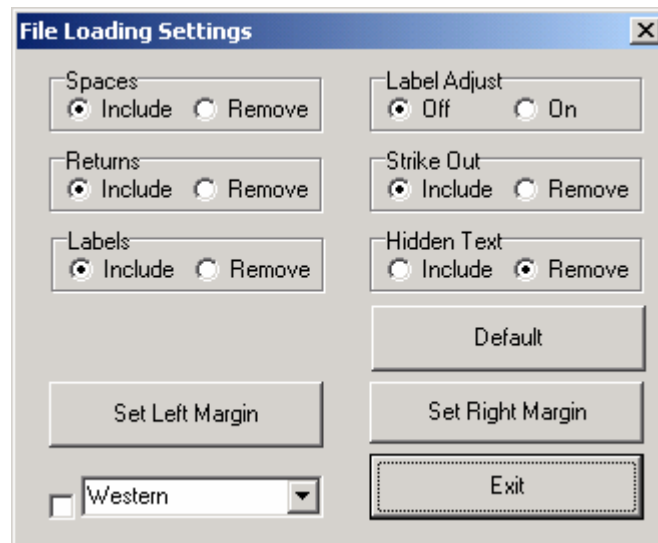 File Loading Settings
Spaces
Include Remove
Label Adjust
Off On
Returns
Include Remove
Strike Out
Include Remove
Labels
Include Remove
Hidden Text
Include Remove
Default
Set Left Margin
Set Right Margin
Western
Exit